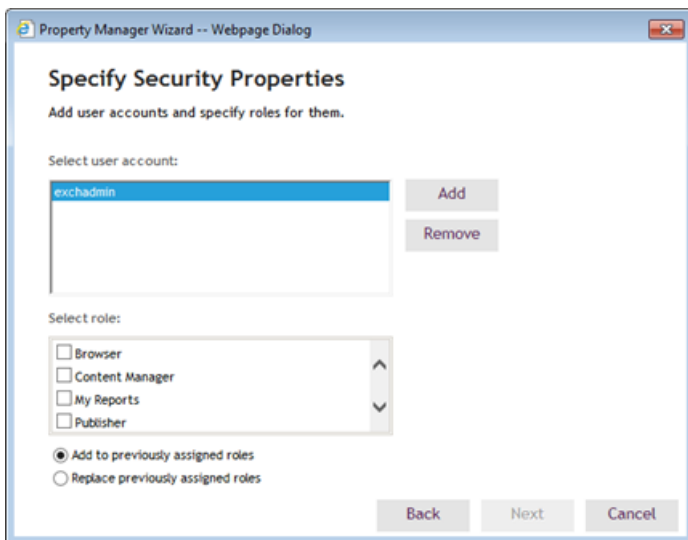 Property Manager Wizard -- Webpage Dialog
Specify Security Properties
Add user accounts and specify roles for them.
Select user account:
exchadmin
Add
Remove
Select role:
Browser
Content Manager
My Reports
Publisher
Add to previously assigned roles
Replace previously assigned roles
Back Next Cancel